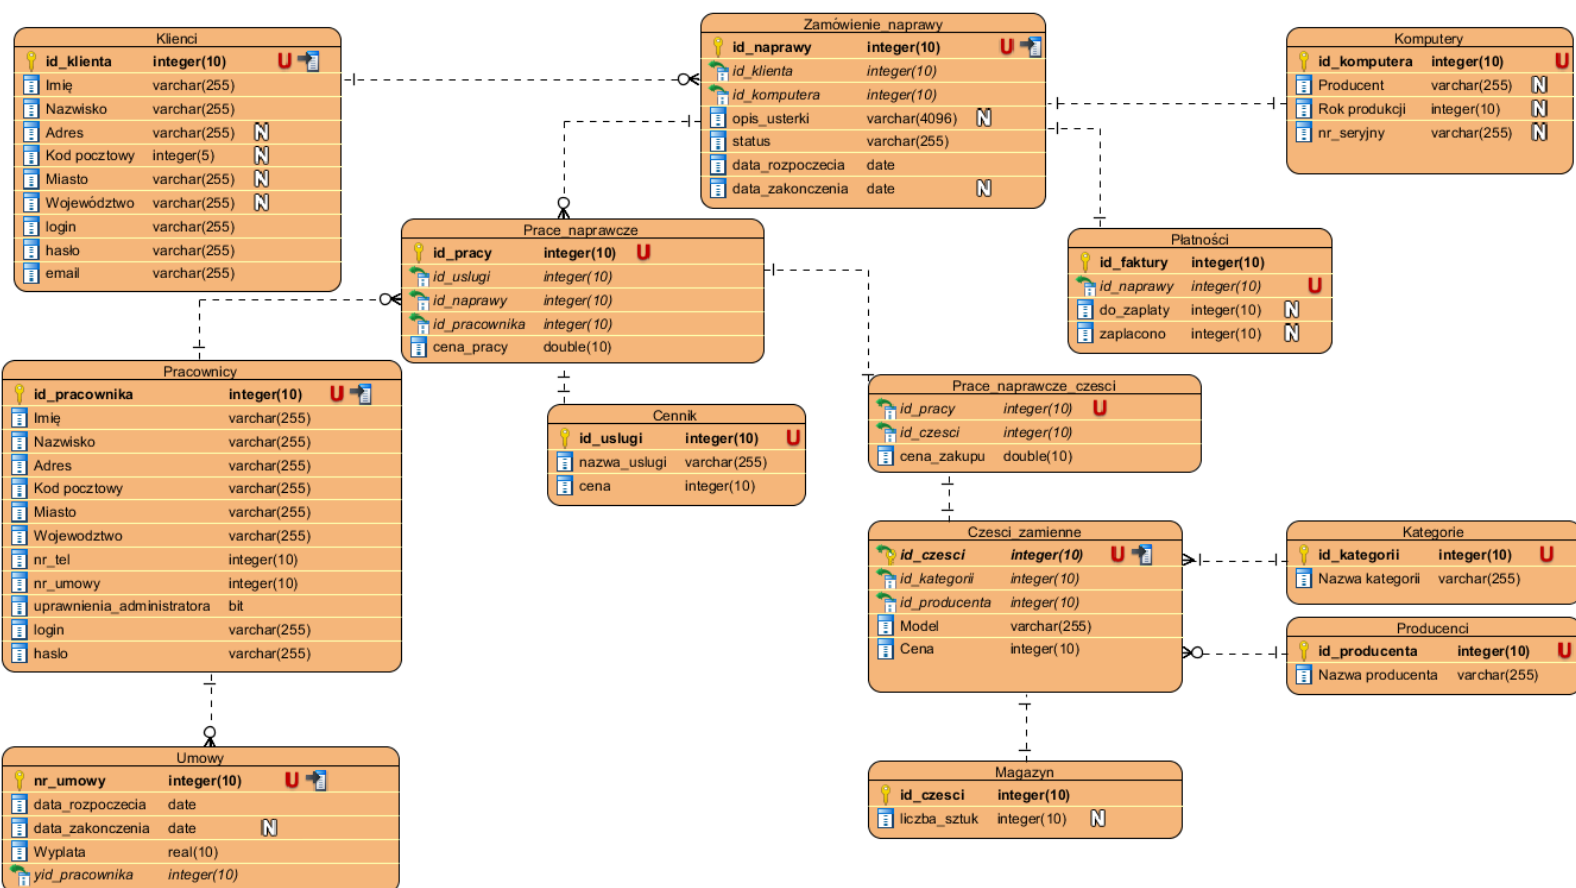 Klienci
id_klienta integer(10) U
Imię varchar(255)
Nazwisko varchar(255)
Adres varchar(255) N
Kod pocztowy integer(5) N
Miasto varchar(255) N
Województwo varchar(255) N
login varchar(255)
hasło varchar(255)
email varchar(255)
Zamówienie_naprawy
id_naprawy integer(10) U
id_klienta integer(10)
id_komputera integer(10)
opis_usterki varchar(4096) N
status varchar(255)
data_rozpoczecia date
data_zakonczenia date N
Komputery
id_komputera integer(10) U
Producent varchar(255) N
Rok produkcji integer(10) N
nr_seryjny varchar(255) N
Prace_naprawcze
id_pracy integer(10) U
id_uslugi integer(10)
id_naprawy integer(10)
id_pracownika integer(10)
cena_pracy double(10)
Płatności
id_faktury integer(10)
id_naprawy integer(10) U
do_zaplaty integer(10) N
zaplacono integer(10) N
Pracownicy
id_pracownika integer(10) U
Imię varchar(255)
Nazwisko varchar(255)
Adres varchar(255)
Kod pocztowy varchar(255)
Miasto varchar(255)
Wojewodztwo varchar(255)
nr_tel integer(10)
nr_umowy integer(10)
uprawnienia_administratora bit
login varchar(255)
haslo varchar(255)
Cennik
id_uslugi integer(10) U
nazwa_uslugi varchar(255)
cena integer(10)
Prace_naprawcze_czesci
id_pracy integer(10) U
id_czesci integer(10)
cena_zakupu double(10)
Czesci_zamienne
id_czesci integer(10) U
id_kategorii integer(10)
id_producenta integer(10)
Model varchar(255)
Cena integer(10)
Kategorie
id_kategorii integer(10) U
Nazwa kategorii varchar(255)
Producenci
id_producenta integer(10) U
Nazwa producenta varchar(255)
Umowy
nr_umowy integer(10) U
data_rozpoczecia date
data_zakonczenia date N
Wyplata real(10)
yid_pracownika integer(10)
Magazyn
id_czesci integer(10)
liczba_sztuk integer(10) N